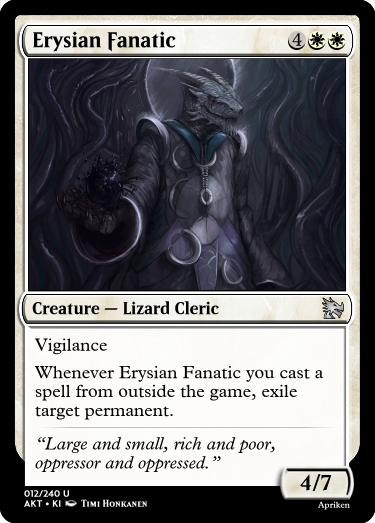 Erysian Fanatic 4
Creature — Lizard Cleric
Vigilance
Whenever Erysian Fanatic you cast a
spell from outside the game, exile
target permanent.
“Large and small, rich and poor,
oppressor and oppressed.”
4/7
012/240 U
AKT • KI Timi Honkanen
Apriken